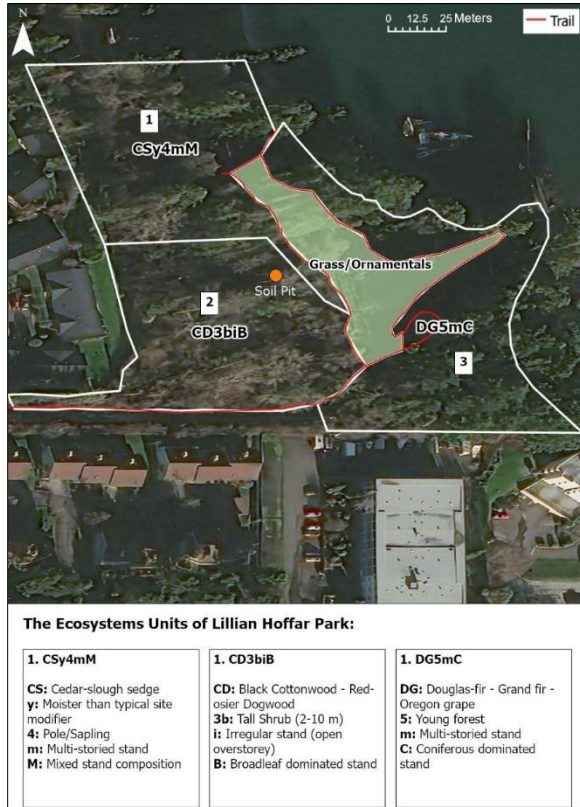 N
0 12.5 25 Meters
Trail
1
CSy4mM
Grass/Ornamentals
Soil Pit
2
CD3biB
DG5mC
3
The Ecosystems Units of Lillian Hoffar Park:
1. CSy4mM
CS: Cedar-slough sedge
y: Moister than typical site
modifier
4: Pole/Sapling
m: Multi-storied stand
M: Mixed stand composition
1. CD3biB
CD: Black Cottonwood - Red-
osier Dogwood
3b: Tall Shrub (2-10 m)
i: Irregular stand (open
overstorey)
B: Broadleaf dominated stand
1. DG5mC
DG: Douglas-fir - Grand fir -
Oregon grape
5: Young forest
m: Multi-storied stand
C: Coniferous dominated
stand